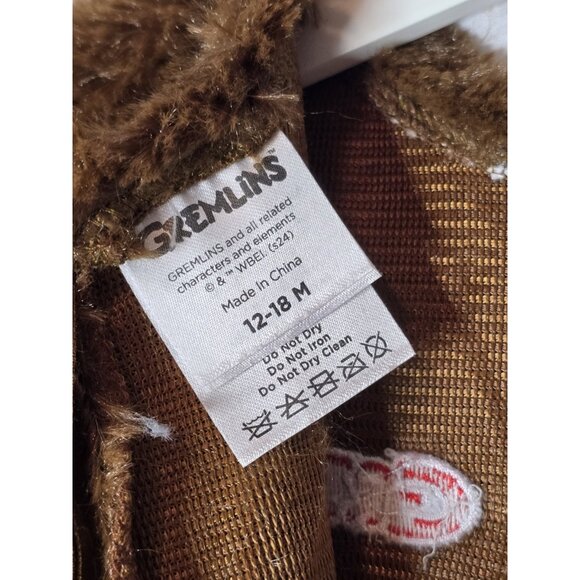 GREMLINS™
GREMLINS and all related
characters and elements
© & ™ WBEI. (s24)
Made in China
12-18 M
Do Not Dry
Do Not Iron
Do Not Dry Clean